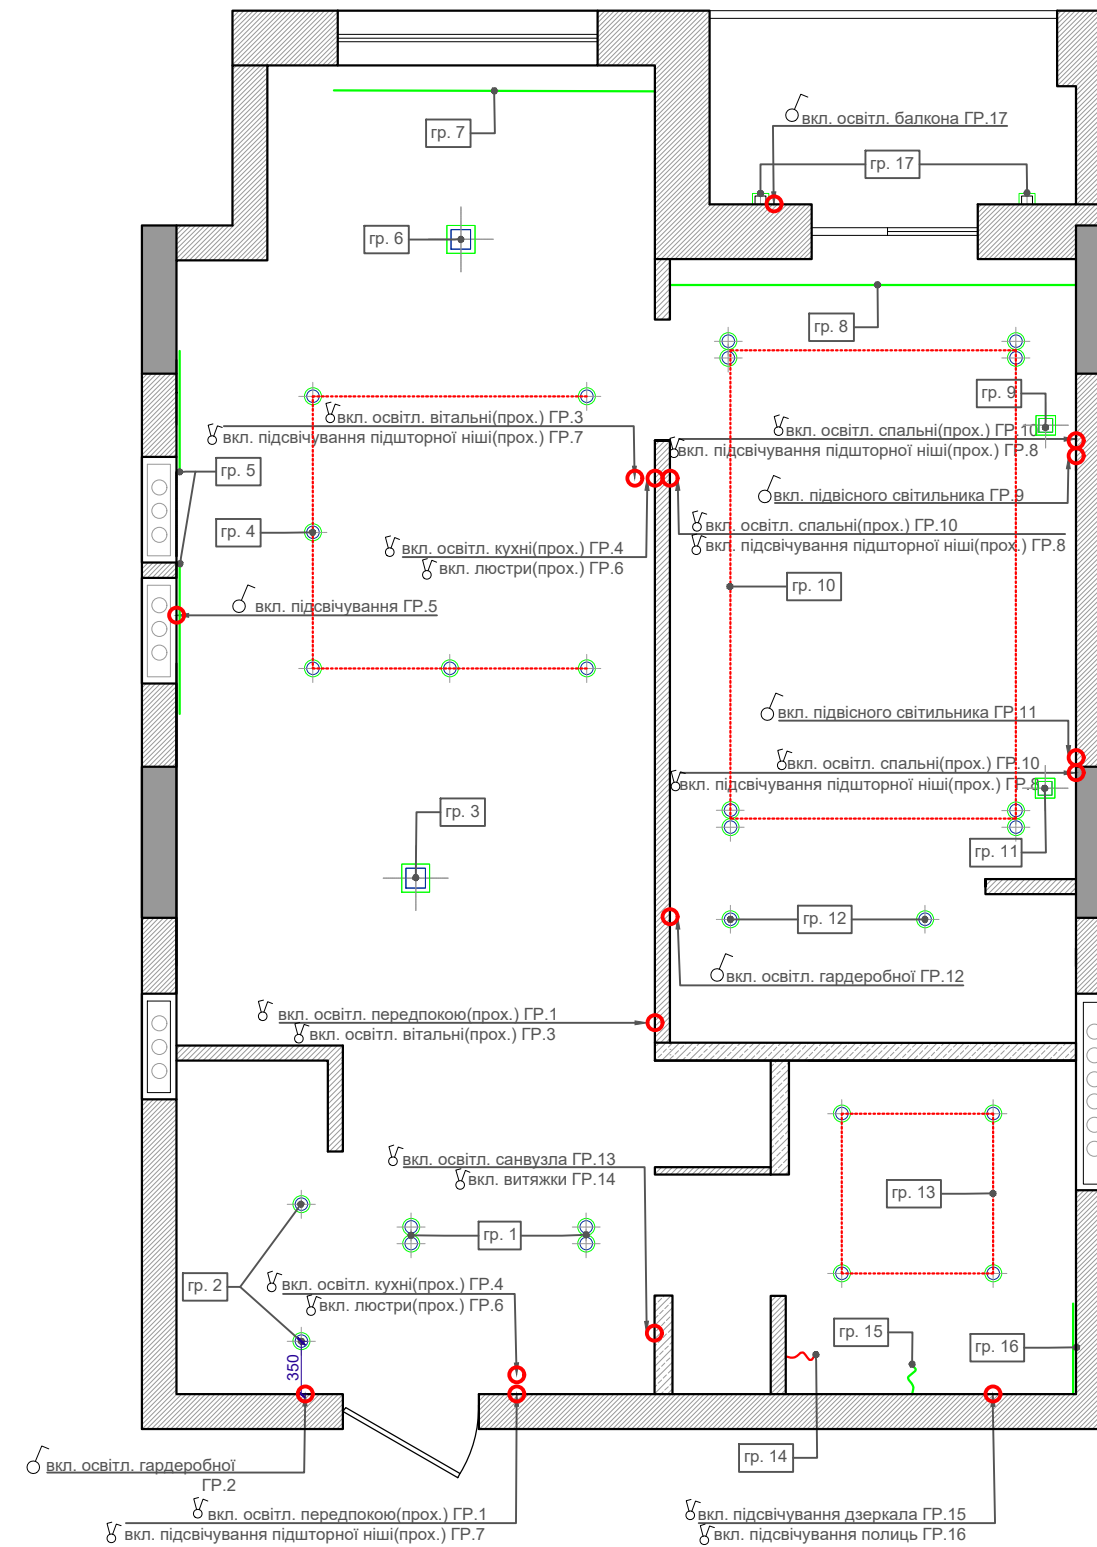 вкл. освітл. балкона ГР.17
гр. 7
гр. 17
гр. 6
гр. 8
гр. 9
вкл. освітл. вітальні(прох.) ГР.3
вкл. підсвічування підшторної ніші(прох.) ГР.7
вкл. освітл. спальні(прох.) ГР.10
вкл. підсвічування підшторної ніші(прох.) ГР.8
гр. 5
вкл. підвісного світильника ГР.9
гр. 4
вкл. освітл. спальні(прох.) ГР.10
вкл. підсвічування підшторної ніші(прох.) ГР.8
вкл. освітл. кухні(прох.) ГР.4
вкл. люстри(прох.) ГР.6
гр. 10
вкл. підсвічування ГР.5
вкл. підвісного світильника ГР.11
вкл. освітл. спальні(прох.) ГР.10
вкл. підсвічування підшторної ніші(прох.) ГР.8
гр. 3
гр. 11
гр. 12
вкл. освітл. гардеробної ГР.12
вкл. освітл. передпокою(прох.) ГР.1
вкл. освітл. вітальні(прох.) ГР.3
вкл. освітл. санвузла ГР.13
вкл. витяжки ГР.14
гр. 13
гр. 1
гр. 2
вкл. освітл. кухні(прох.) ГР.4
вкл. люстри(прох.) ГР.6
гр. 15
гр. 16
350
гр. 14
вкл. освітл. гардеробної
ГР.2
вкл. освітл. передпокою(прох.) ГР.1
вкл. підсвічування підшторної ніші(прох.) ГР.7
вкл. підсвічування дзеркала ГР.15
вкл. підсвічування полиць ГР.16